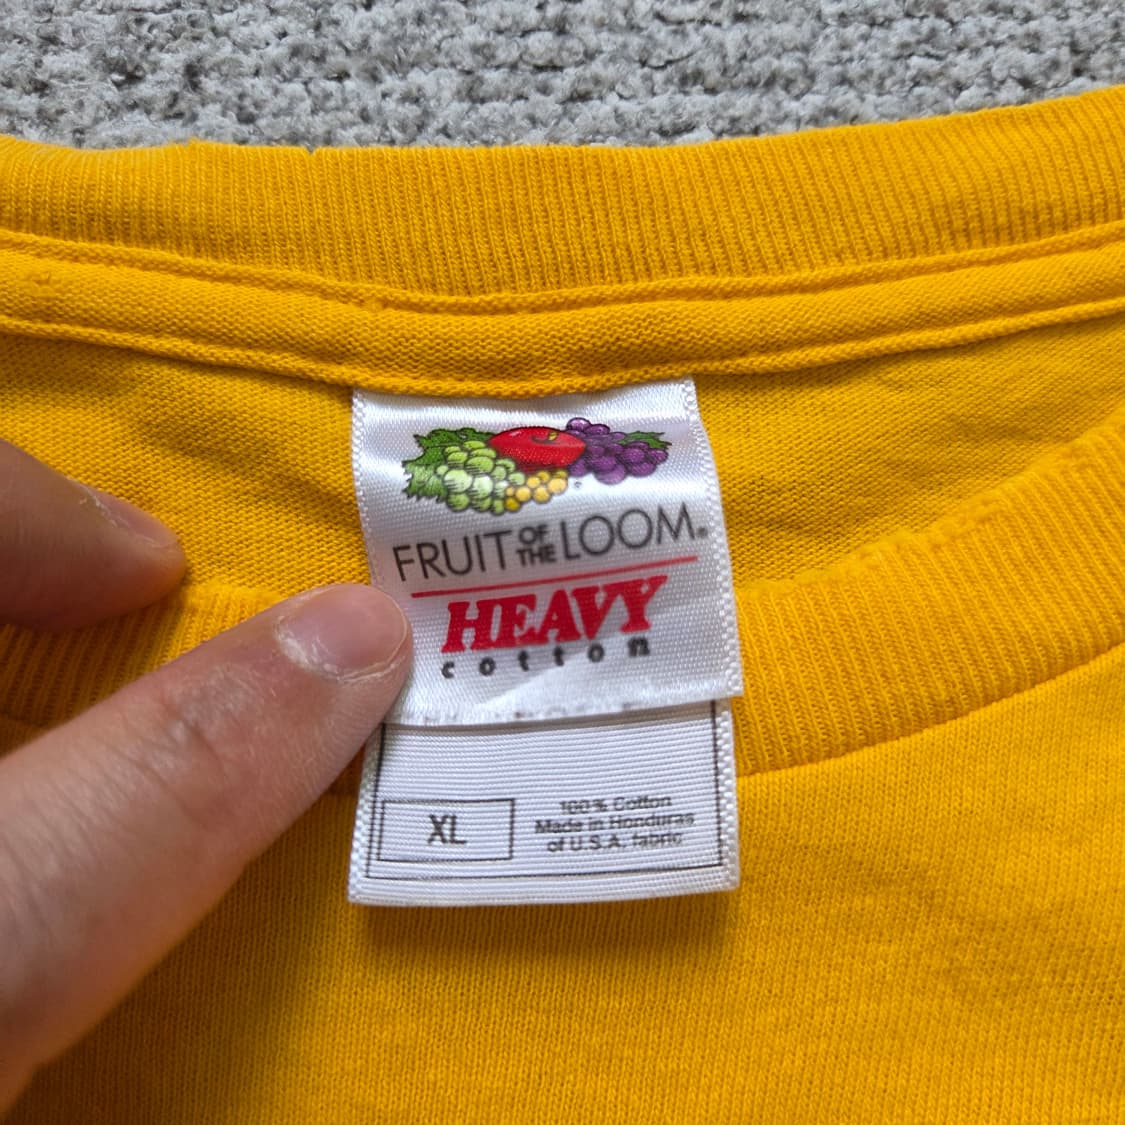 FRUIT OF THE LOOM®
HEAVY
cotton
XL
100% Cotton
Made in Honduras
of U.S.A. fabric